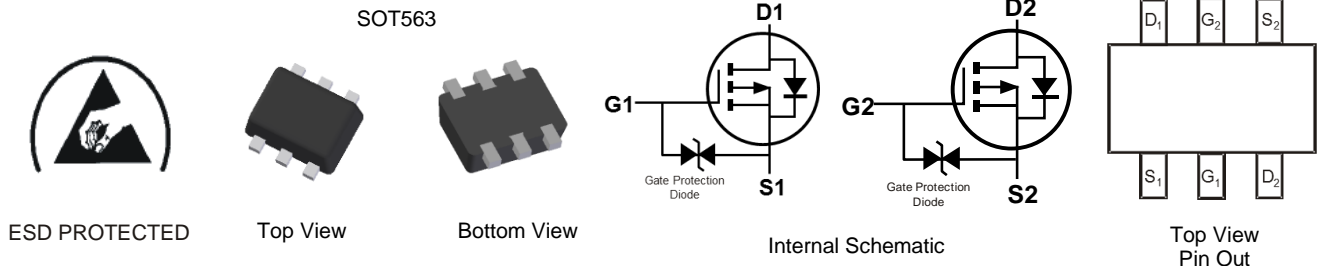 SOT563
ESD PROTECTED
Top View
Bottom View
D1
G1
Gate Protection
Diode
S1
D2
G2
Gate Protection
Diode
S2
Internal Schematic
D1 G2 S2
S1 G1 D2
Top View
Pin Out